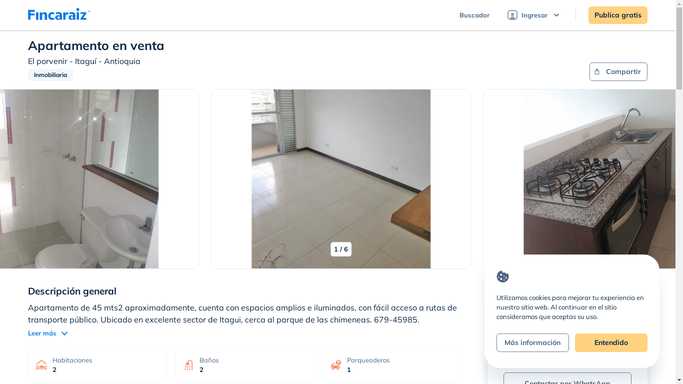 Fincaraiz
Buscador
Ingresar
Publica gratis
Apartamento en venta
El porvenir - Itaguí - Antioquia
Inmobiliaria
Compartir
1 / 6
Descripción general
Apartamento de 45 mts2 aproximadamente, cuenta con espacios amplios e iluminados, con fácil acceso a rutas de
transporte público. Ubicado en excelente sector de Itagui, cerca al parque de las chimeneas. 679-45985.
Leer más
Habitaciones
2
Baños
2
Parqueaderos
1
Utilizamos cookies para mejorar tu experiencia en
nuestro sitio web. Al continuar en el sitio
consideramos que aceptas su uso.
Más información
Entendido
Contactar por WhatsApp